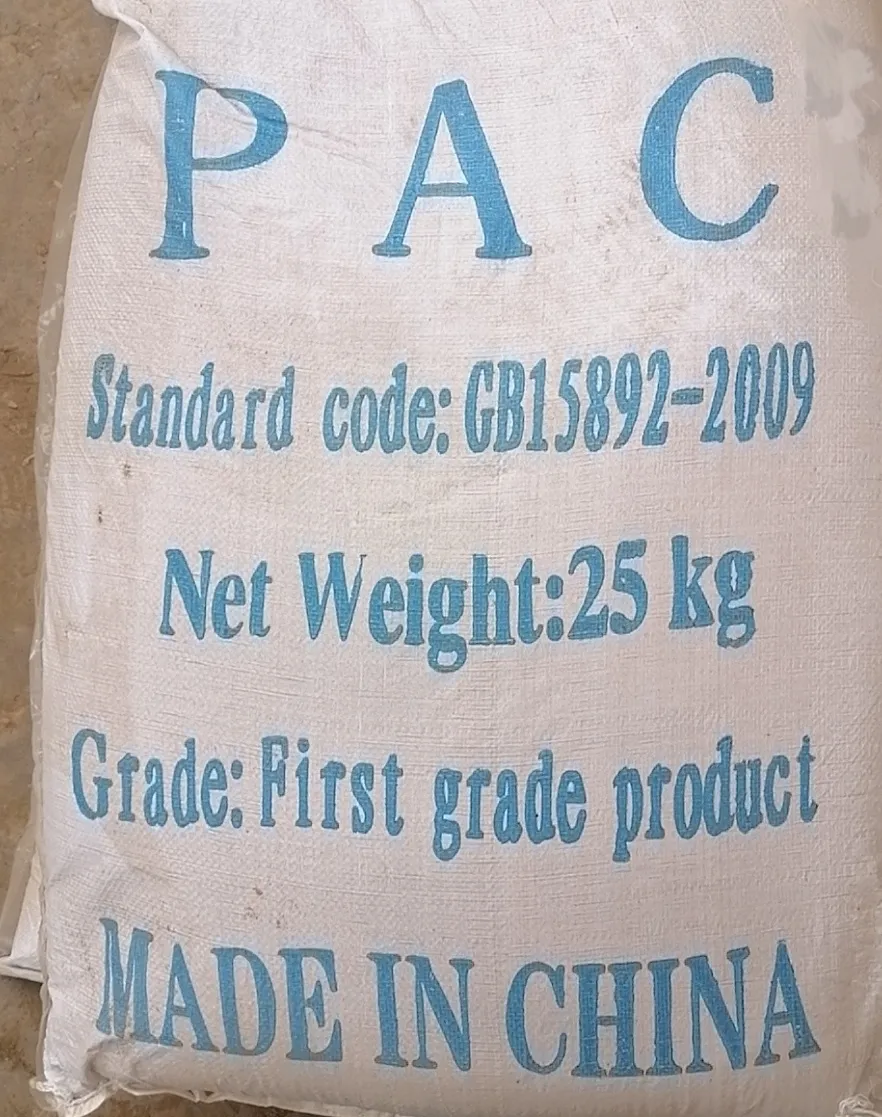 PAC
Standard code:GB15892-2009
Net Weight:25 kg
Grade:First grade product
MADE IN CHINA